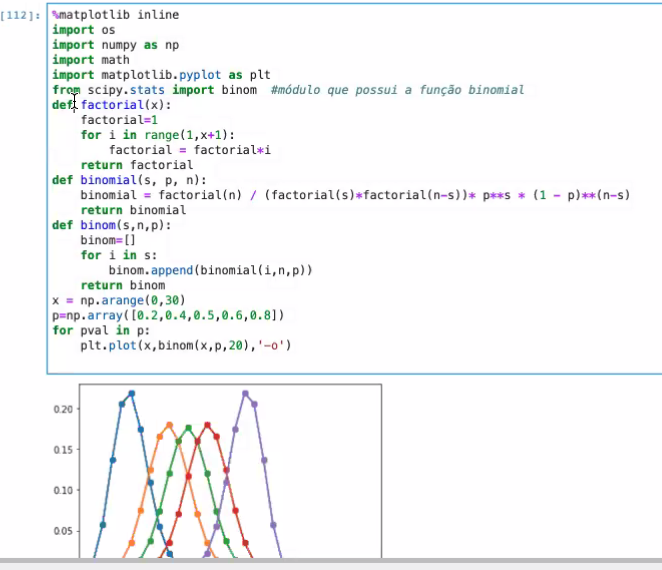 [112]: %matplotlib inline
import os
import numpy as np
import math
import matplotlib.pyplot as plt
from scipy.stats import binom  #módulo que possui a função binomial
def factorial(x):
    factorial=1
    for i in range(1,x+1):
        factorial = factorial*i
    return factorial
def binomial(s, p, n):
    binomial = factorial(n) / (factorial(s)*factorial(n-s))* p**s * (1 - p)**(n-s)
    return binomial
def binom(s,n,p):
    binom=[]
    for i in s:
        binom.append(binomial(i,n,p))
    return binom
x = np.arange(0,30)
p=np.array([0.2,0.4,0.5,0.6,0.8])
for pval in p:
    plt.plot(x,binom(x,p,20),'-o')
0.20
0.15
0.10
0.05